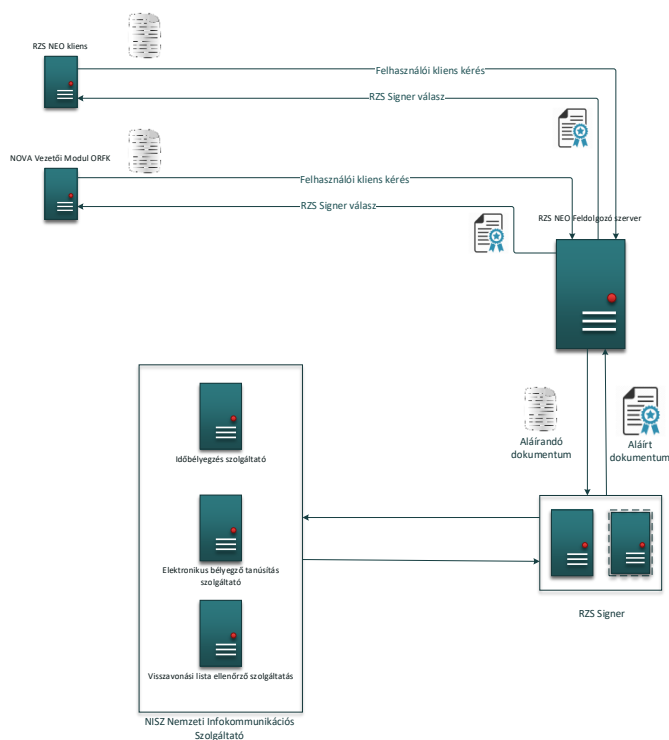 RZS NEO kliens
Felhasználói kliens kérés
RZS Signer válasz
NOVA Vezetői Modul ORFK
Felhasználói kliens kérés
RZS Signer válasz
RZS NEO Feldolgozó szerver
Időbélyegzés szolgáltató
Aláírandó
dokumentum
Aláírt
dokumentum
Elektronikus bélyegző tanúsítás
szolgáltató
RZS Signer
Visszavonási lista ellenőrző szolgáltatás
NISZ Nemzeti Infokommunikációs
Szolgáltató